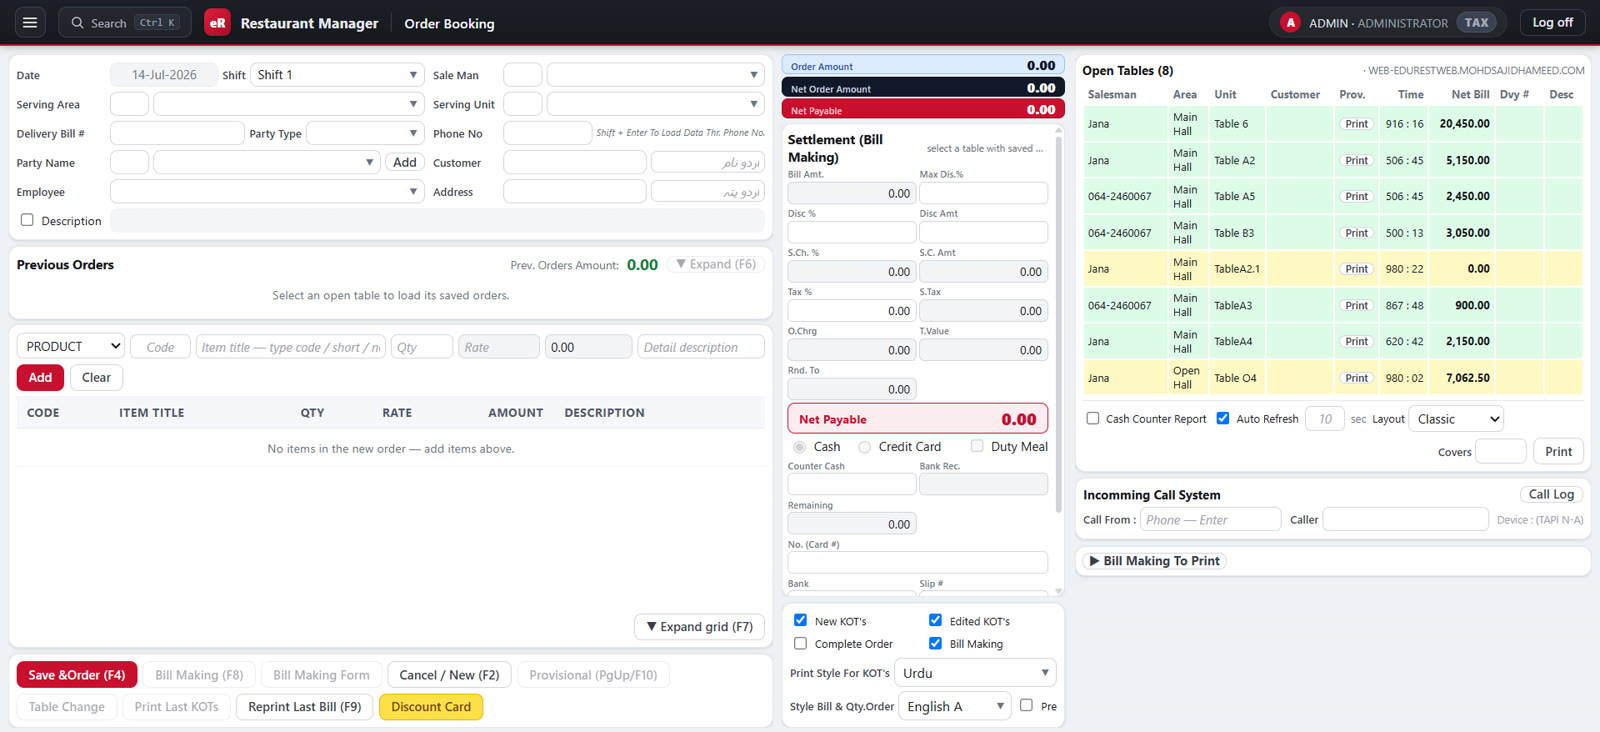 Search Ctrl K eR Restaurant Manager Order Booking A ADMIN · ADMINISTRATOR TAX Log off
Date 14-Jul-2026 Shift Shift 1 Sale Man
Serving Area Serving Unit
Delivery Bill # Party Type Phone No Shift + Enter To Load Data Thr. Phone No.
Party Name Add Customer اردو نام
Employee Address اردو پتہ
Description
Previous Orders Prev. Orders Amount: 0.00 ▼ Expand (F6)
Select an open table to load its saved orders.
PRODUCT Code Item title — type code / short / n Qty Rate 0.00 Detail description
Add Clear
CODE ITEM TITLE QTY RATE AMOUNT DESCRIPTION
No items in the new order — add items above.
▼ Expand grid (F7)
Save &Order (F4) Bill Making (F8) Bill Making Form Cancel / New (F2) Provisional (PgUp/F10)
Table Change Print Last KOTs Reprint Last Bill (F9) Discount Card
Order Amount 0.00
Net Order Amount 0.00
Net Payable 0.00
Settlement (Bill Making) select a table with saved ...
Bill Amt. Max Dis.%
0.00
Disc % Disc Amt
S.Ch. % S.C. Amt
0.00 0.00
Tax % S.Tax
0.00 0.00
O.Chrg T.Value
0.00 0.00
Rnd. To
0.00
Net Payable 0.00
Cash Credit Card Duty Meal
Counter Cash Bank Rec.
Remaining
0.00
No. (Card #)
Bank Slip #
New KOT's Edited KOT's
Complete Order Bill Making
Print Style For KOT's Urdu
Style Bill & Qty.Order English A Pre
Open Tables (8) · WEB-EDURESTWEB.MOHDSAJIDHAMEED.COM
Salesman Area Unit Customer Prov. Time Net Bill Dvy # Desc
Jana Main Hall Table 6 Print 916 : 16 20,450.00
Jana Main Hall Table A2 Print 506 : 45 5,150.00
064-2460067 Main Hall Table A5 Print 506 : 45 2,450.00
064-2460067 Main Hall Table B3 Print 500 : 13 3,050.00
Jana Main Hall TableA2.1 Print 980 : 22 0.00
064-2460067 Main Hall TableA3 Print 867 : 48 900.00
Jana Main Hall TableA4 Print 620 : 42 2,150.00
Jana Open Hall Table O4 Print 980 : 02 7,062.50
Cash Counter Report Auto Refresh 10 sec Layout Classic
Covers Print
Incomming Call System Call Log
Call From : Phone — Enter Caller Device : (TAPI N-A)
▶ Bill Making To Print